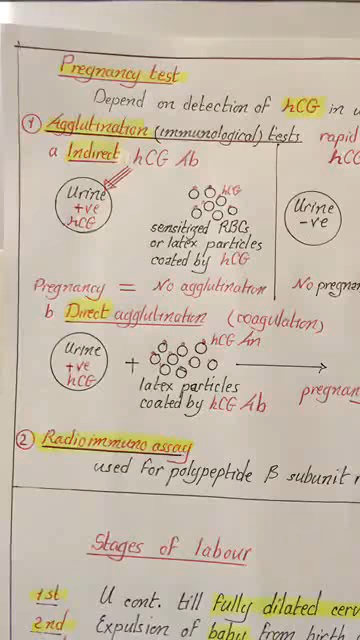 Pregnancy test
Depend on detection of hCG in
① Agglutination (immunological) tests rapid
hCG
a Indirect hCG Ab
Urine
+ve
hCG
hCG
sensitized RBCs
or latex particles
coated by hCG
Urine
-ve
Pregnancy = No agglutination
No pregnan
b Direct agglutination (coagulation)
Urine
+ve
hCG
+
hCG An
latex particles
coated by hCG Ab
pregnan
② Radioimmuno assay
used for polypeptide β subunit
Stages of labour
1st U cont. till fully dilated cerv
2nd Expulsion of baby from birth